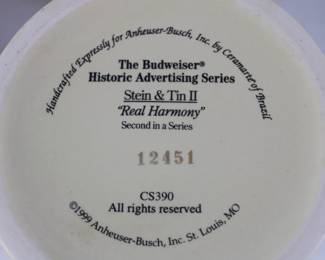 Handcrafted Expressly for Anheuser-Busch, Inc. by Ceramarte of Brazil
The Budweiser®
Historic Advertising Series
Stein & Tin II
"Real Harmony"
Second in a Series
12451
CS390
All rights reserved
©1999 Anheuser-Busch, Inc. St. Louis, MO